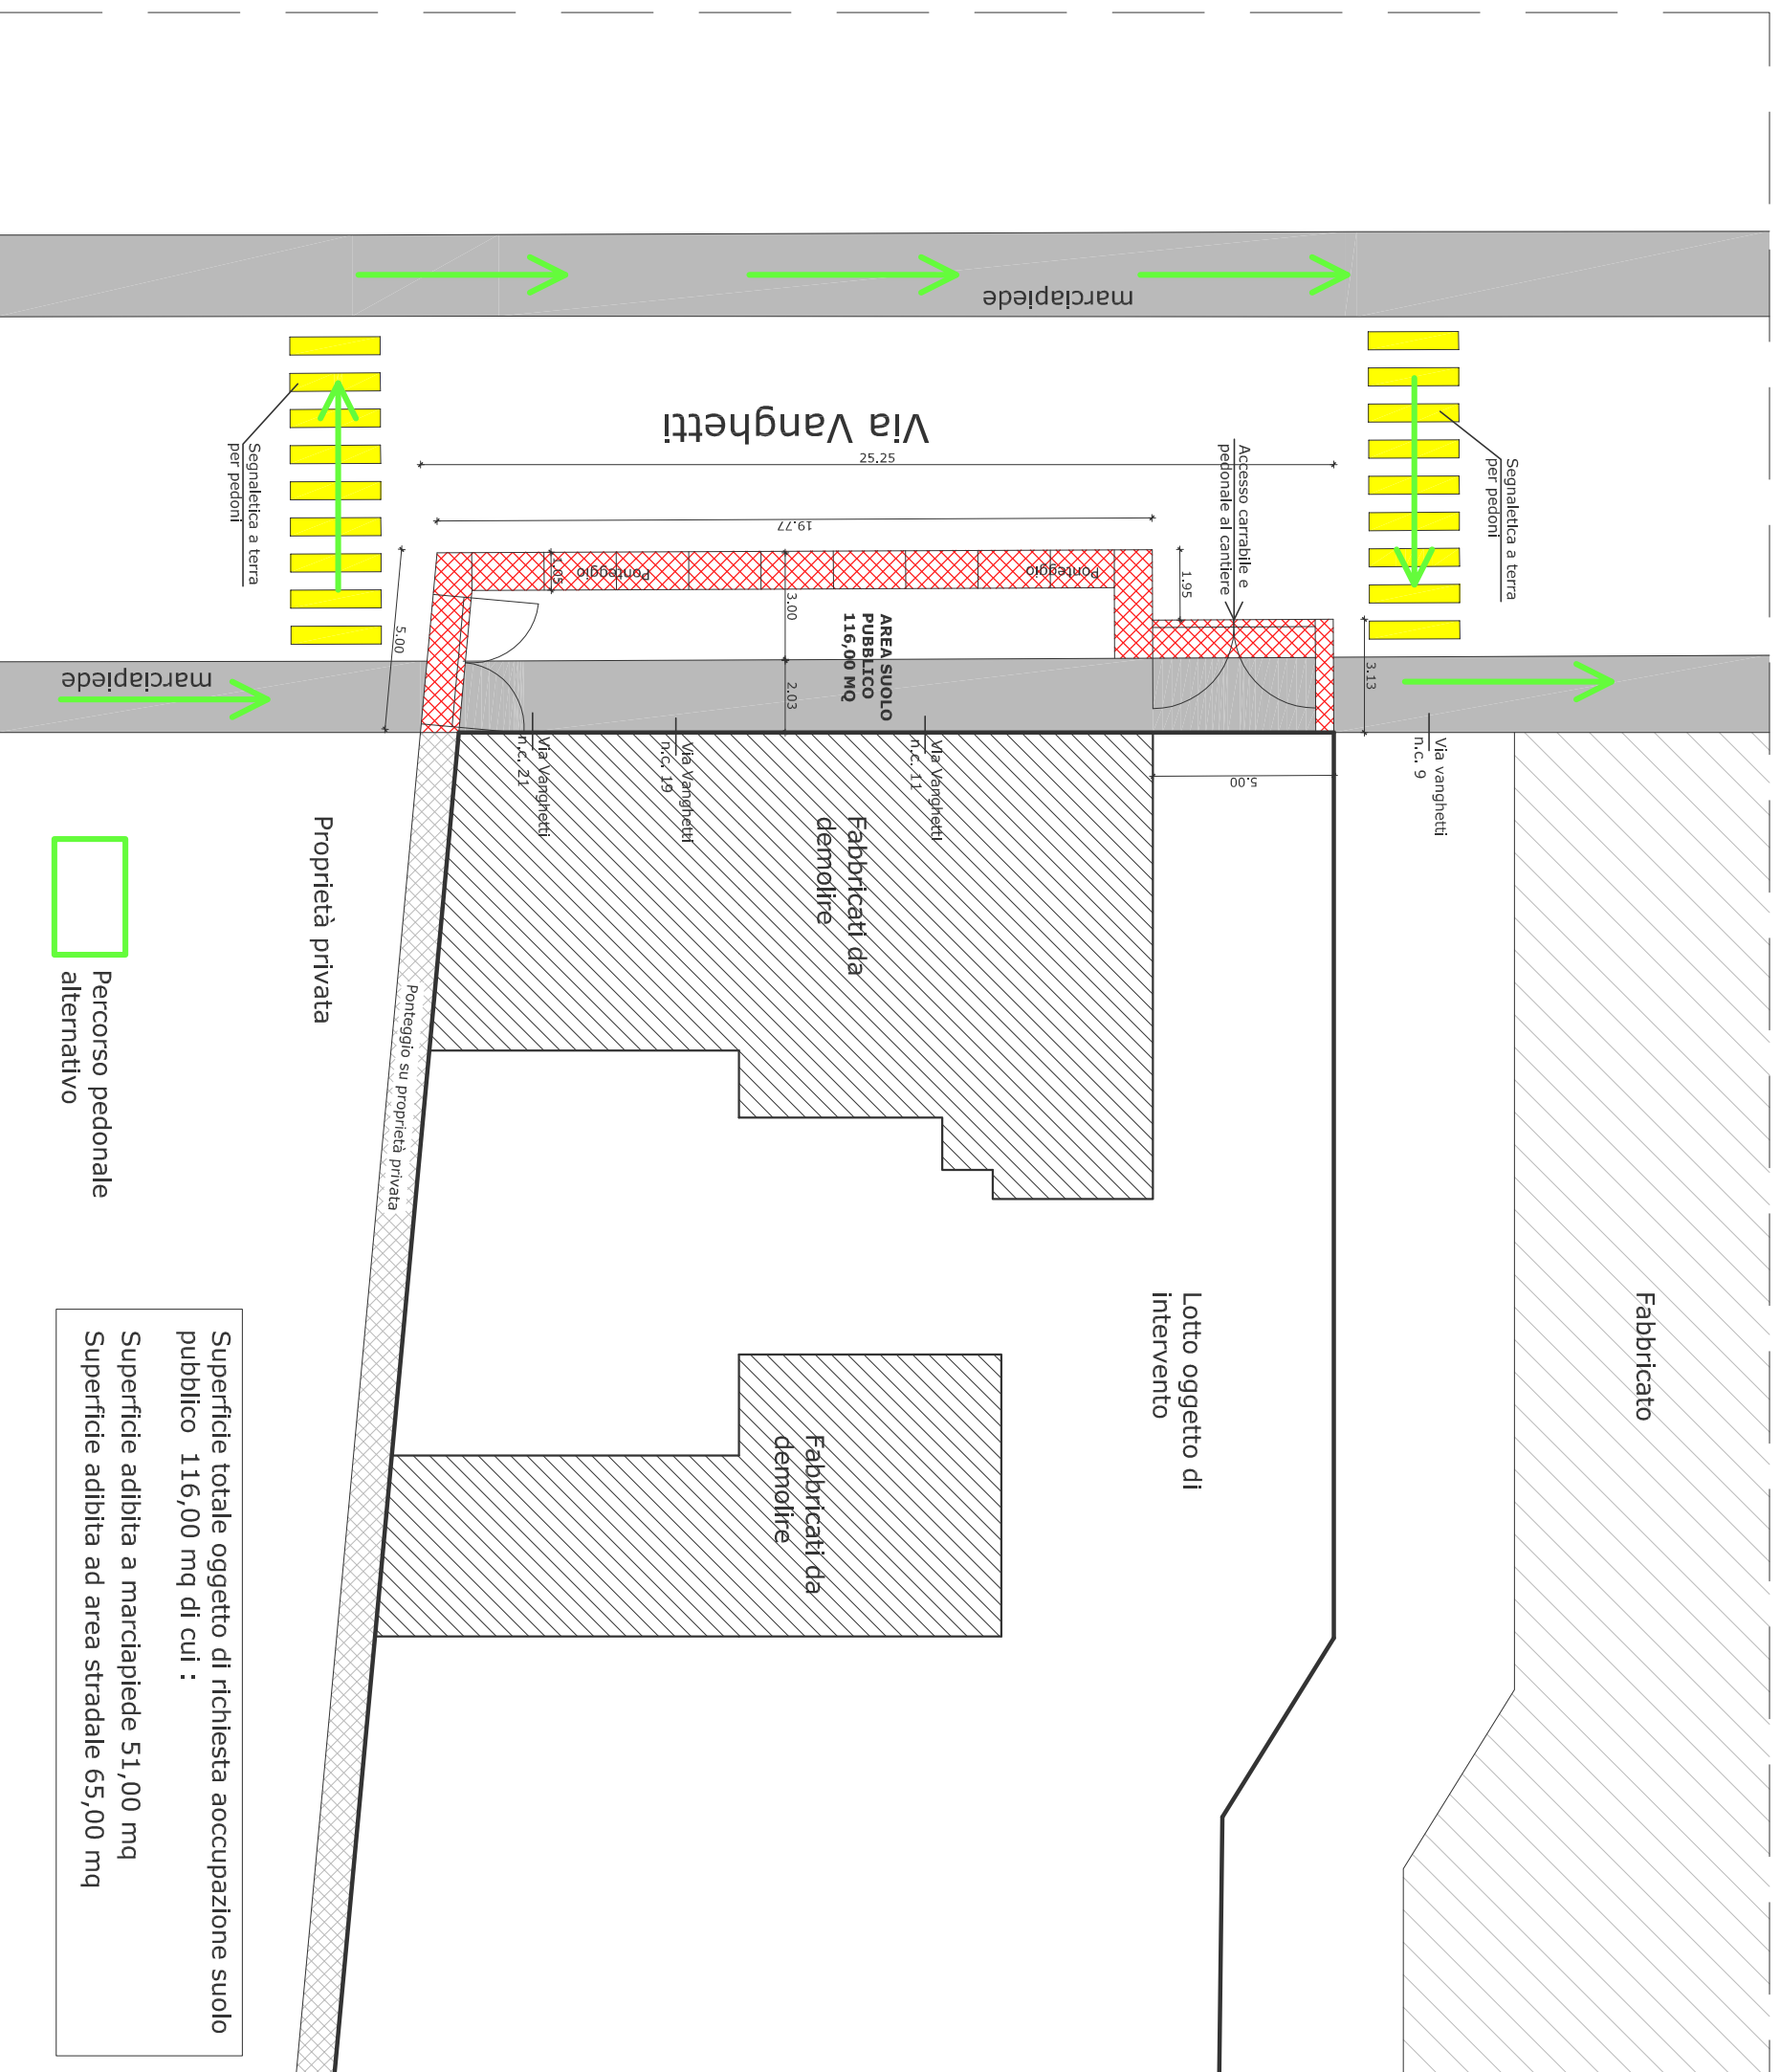 marciapiede
Via Vanghetti
25.25
19.77
Segnaletica a terra
per pedoni
Segnaletica a terra
per pedoni
Accesso carrabile e
pedonale al cantiere
Ponteggio
Ponteggio
1.05
1.95
3.00
5.00
AREA SUOLO
PUBBLICO
116,00 MQ
2.03
3.13
marciapiede
Via Vanghetti
n.c. 21
Via Vanghetti
n.c. 19
Via Vanghetti
n.c. 11
Via vanghetti
n.c. 9
5.00
Fabbricati da
demolire
Proprietà privata
Percorso pedonale
alternativo
Ponteggio su proprietà privata
Lotto oggetto di
intervento
Fabbricato
Fabbricati da
demolire
Superficie totale oggetto di richiesta aoccupazione suolo
pubblico 116,00 mq di cui :
Superficie adibita a marciapiede 51,00 mq
Superficie adibita ad area stradale 65,00 mq